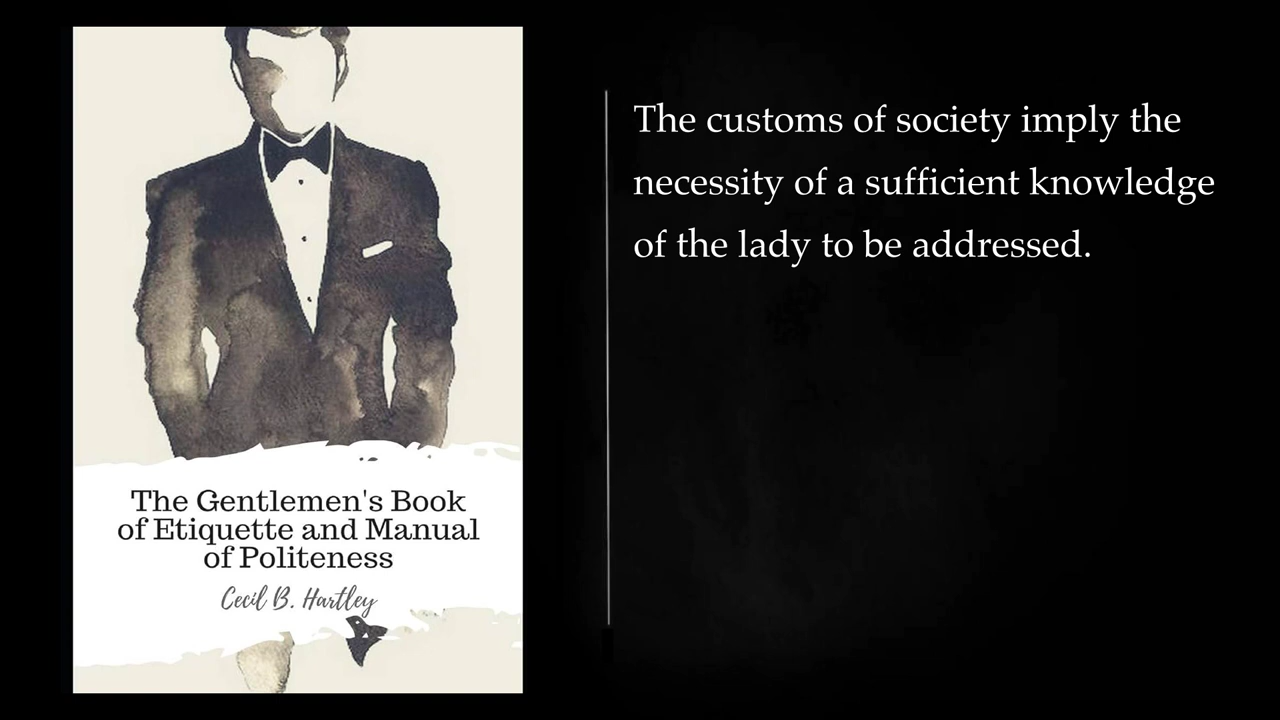 The Gentlemen's Book
of Etiquette and Manual
of Politeness
Cecil B. Hartley
The customs of society imply the
necessity of a sufficient knowledge
of the lady to be addressed.